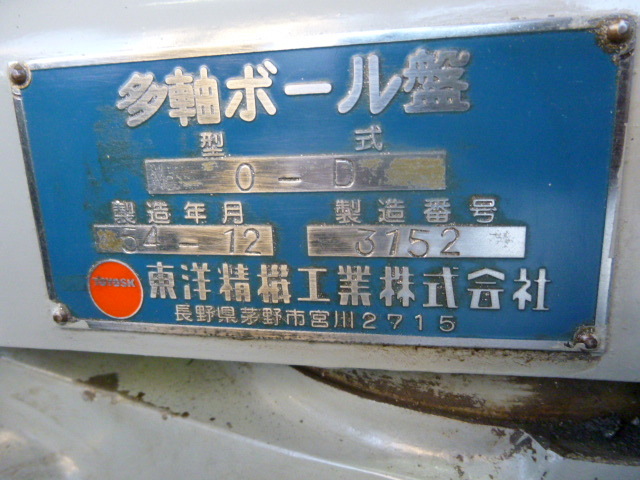 多軸ボール盤
型式
O-D
製造年月 製造番号
54-12 3152
TOYOSK 東洋精機工業株式会社
長野県茅野市宮川2715